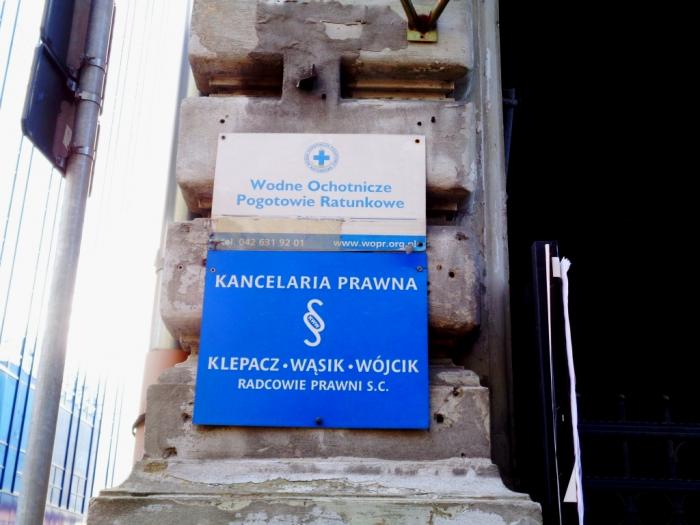 Wodne Ochotnicze
Pogotowie Ratunkowe
tel. 042 631 92 01 www.wopr.org.pl
KANCELARIA PRAWNA
§
KLEPACZ • WĄSIK • WÓJCIK
RADCOWIE PRAWNI S.C.